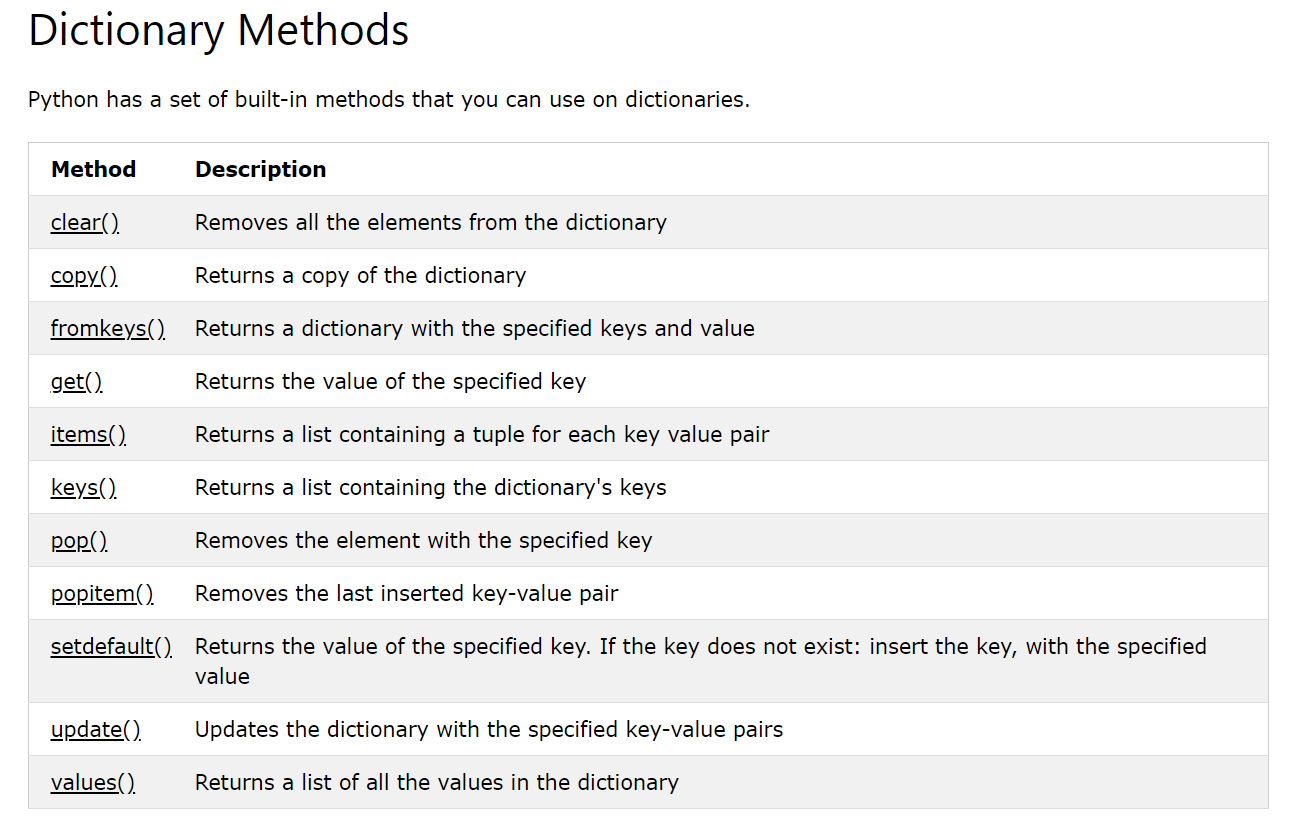 Dictionary Methods
Python has a set of built-in methods that you can use on dictionaries.
Method Description
clear() Removes all the elements from the dictionary
copy() Returns a copy of the dictionary
fromkeys() Returns a dictionary with the specified keys and value
get() Returns the value of the specified key
items() Returns a list containing a tuple for each key value pair
keys() Returns a list containing the dictionary's keys
pop() Removes the element with the specified key
popitem() Removes the last inserted key-value pair
setdefault() Returns the value of the specified key. If the key does not exist: insert the key, with the specified
value
update() Updates the dictionary with the specified key-value pairs
values() Returns a list of all the values in the dictionary